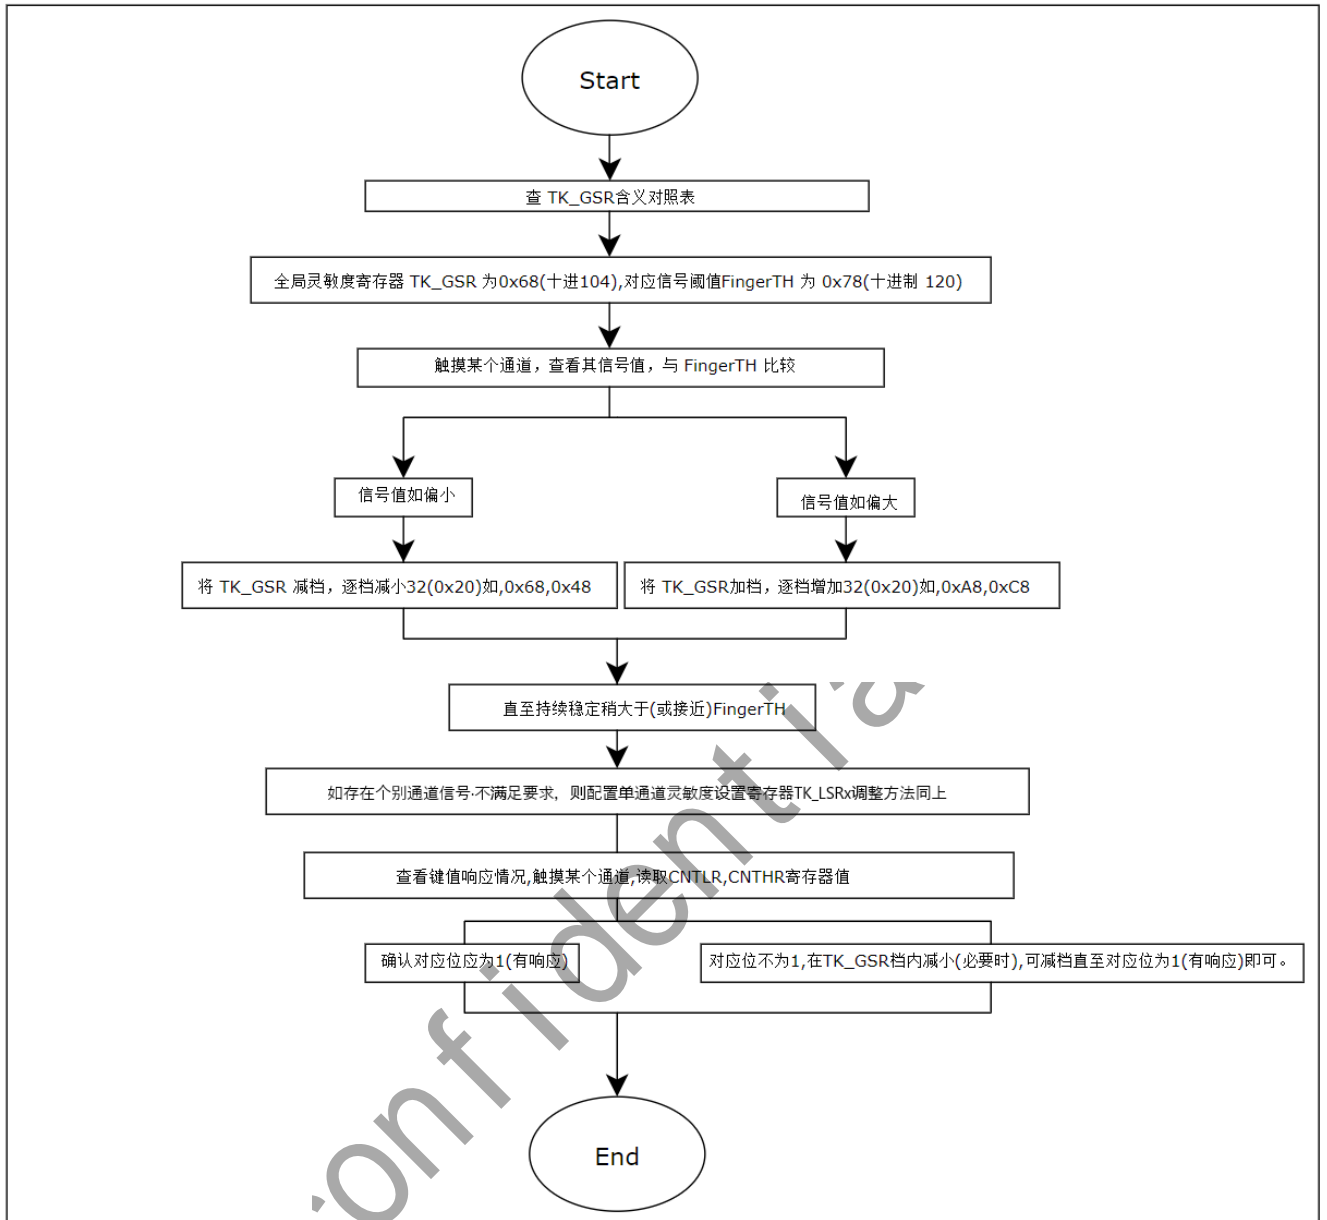 Start
查 TK_GSR含义对照表
全局灵敏度寄存器 TK_GSR 为0x68(十进104),对应信号阈值FingerTH 为 0x78(十进制 120)
触摸某个通道，查看其信号值，与 FingerTH 比较
信号值如偏小
信号值如偏大
将 TK_GSR 减档，逐档减小32(0x20)如,0x68,0x48
将 TK_GSR加档，逐档增加32(0x20)如,0xA8,0xC8
直至持续稳定稍大于(或接近)FingerTH
如存在个别通道信号·不满足要求，则配置单通道灵敏度设置寄存器TK_LSRx调整方法同上
查看键值响应情况,触摸某个通道,读取CNTLR,CNTHR寄存器值
确认对应位应为1(有响应)
对应位不为1,在TK_GSR档内减小(必要时),可减档直至对应位为1(有响应)即可。
End
onfidentia